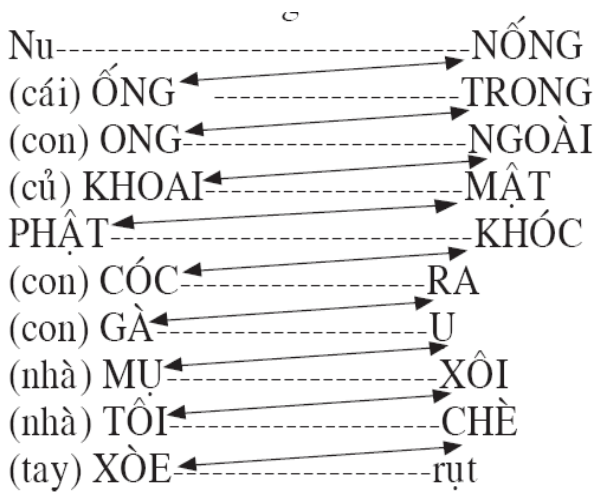 Nu NỐNG
(cái) ỐNG TRONG
(con) ONG NGOÀI
(củ) KHOAI MẬT
PHẬT KHÓC
(con) CÓC RA
(con) GÀ U
(nhà) MỤ XÔI
(nhà) TÔI CHÈ
(tay) XÒE rụt